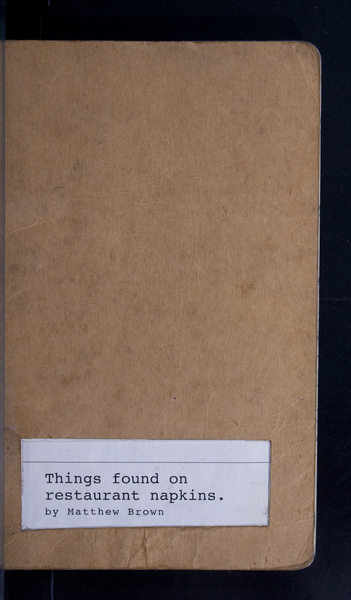 Things found on
restaurant napkins.
by Matthew Brown